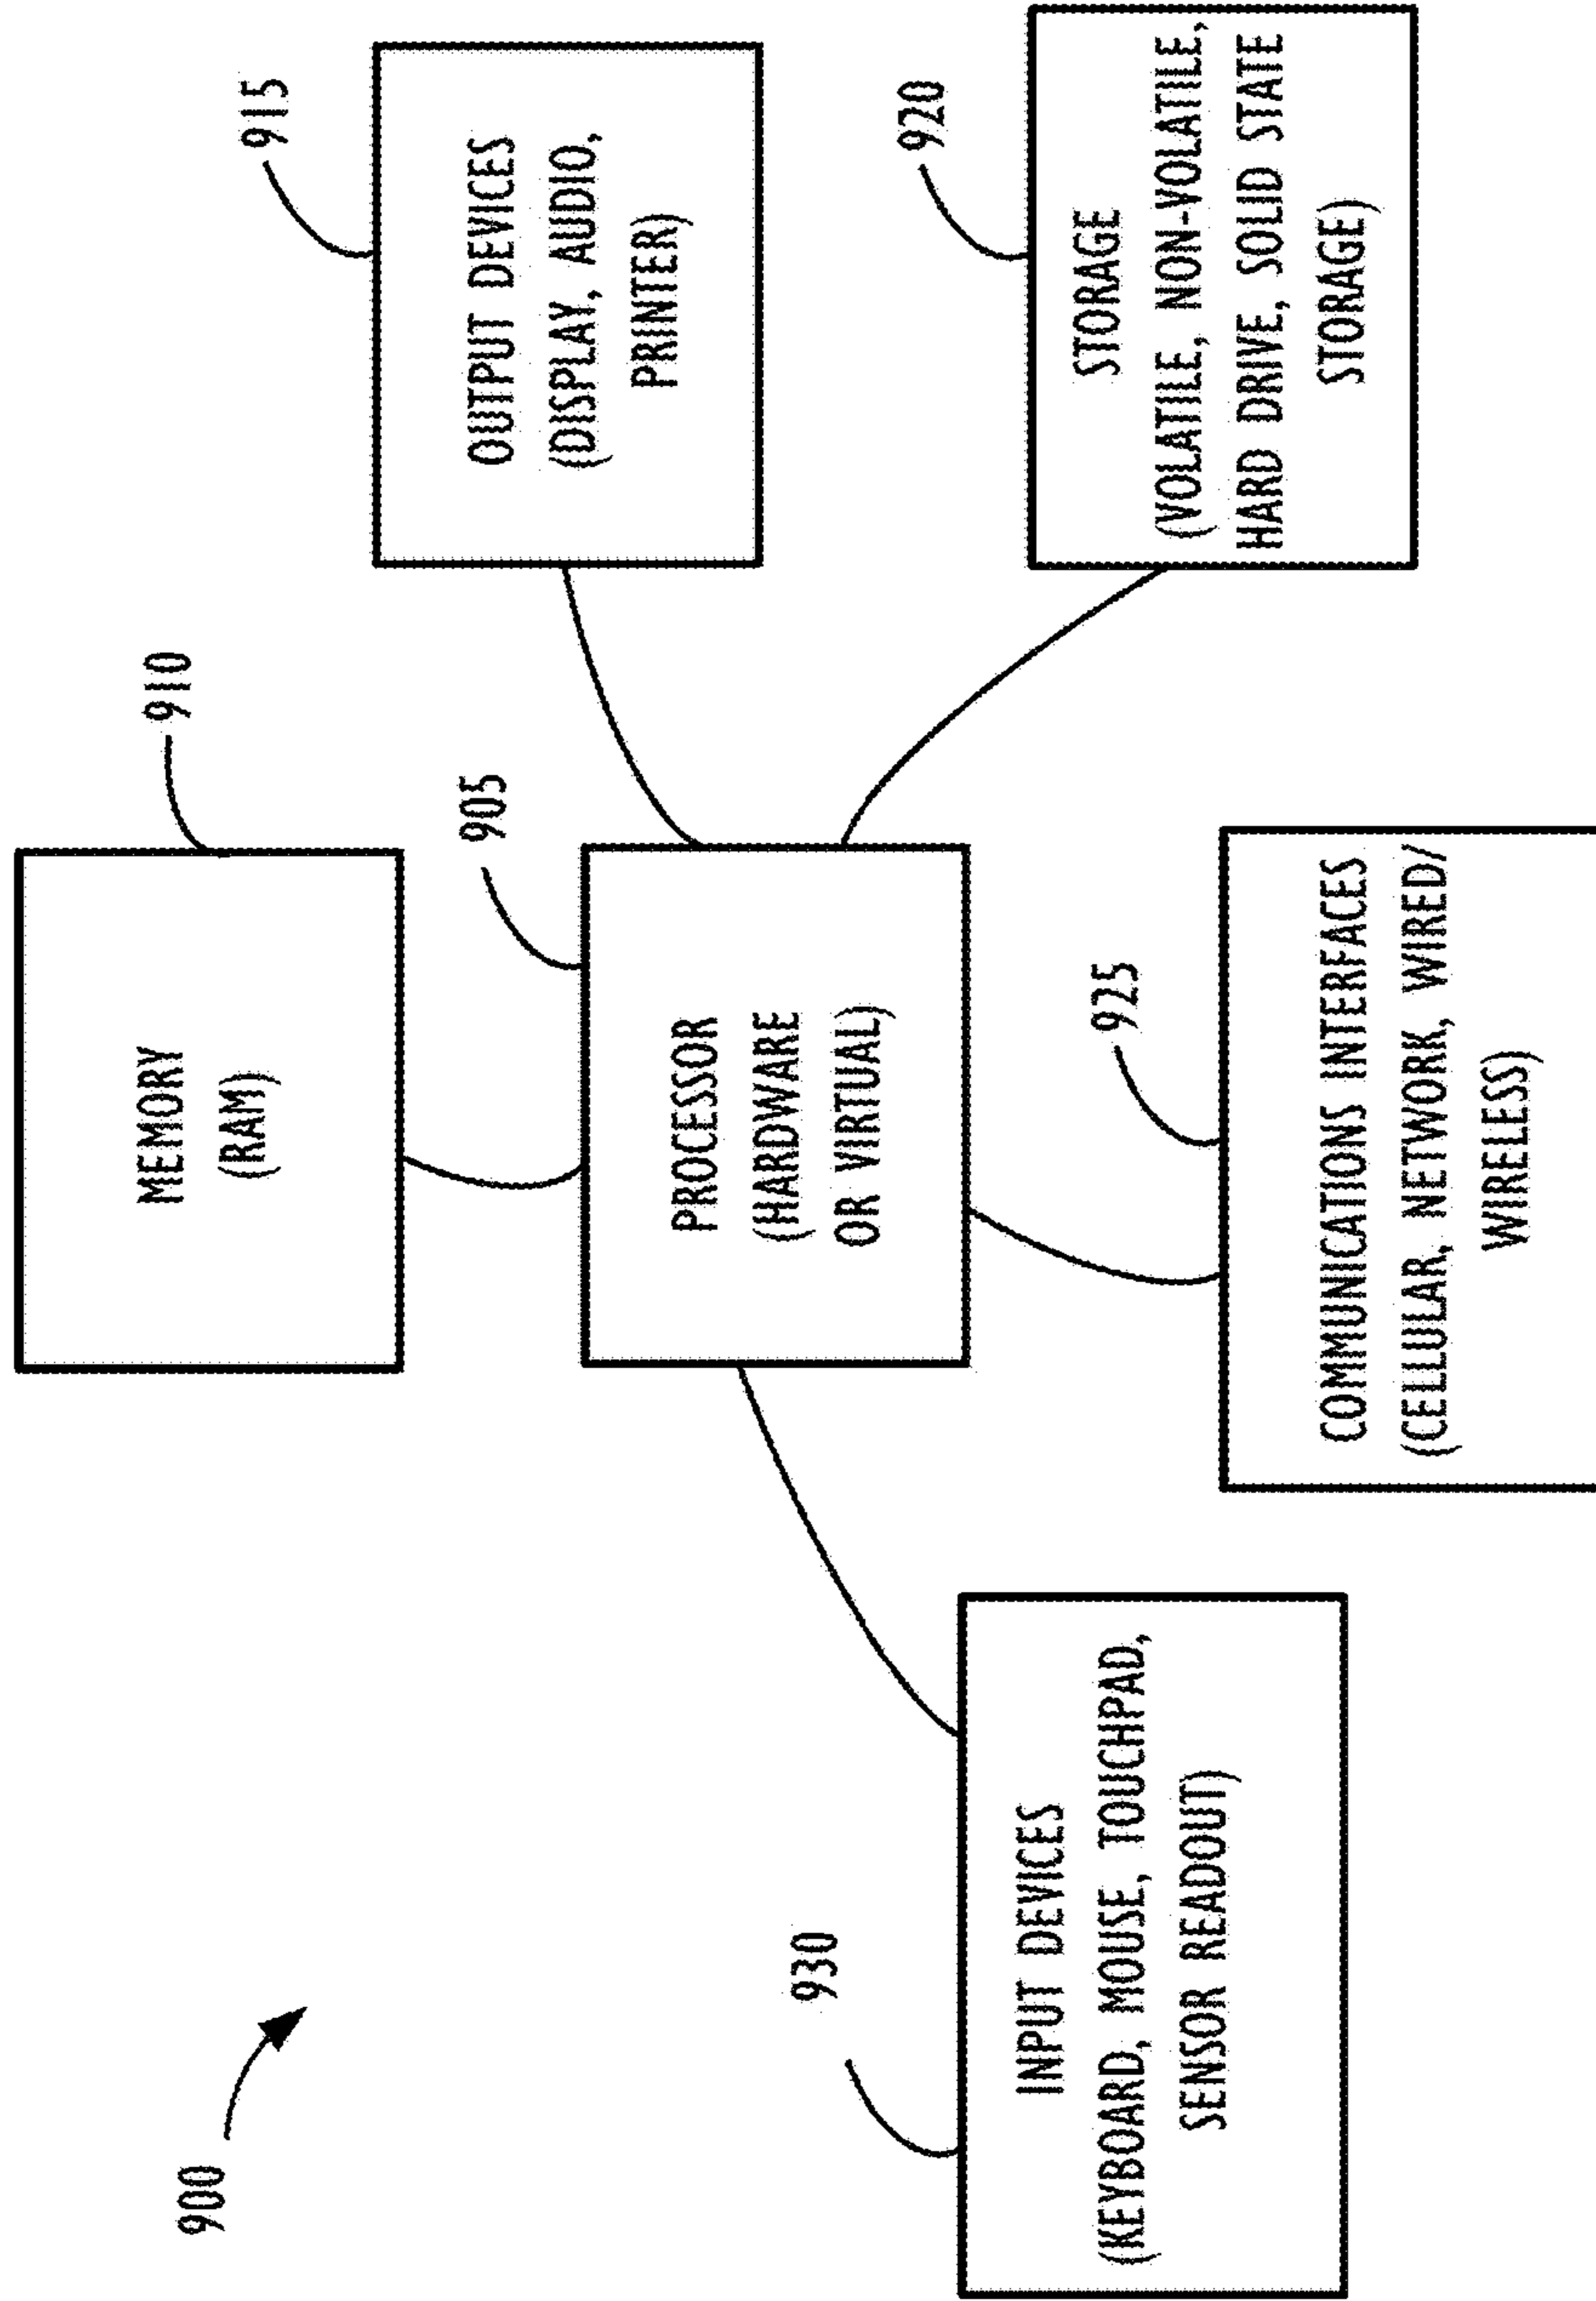 900
MEMORY
(RAM)
910
PROCESSOR
(HARDWARE
OR VIRTUAL)
905
OUTPUT DEVICES
(DISPLAY, AUDIO,
PRINTER)
915
INPUT DEVICES
(KEYBOARD, MOUSE, TOUCHPAD,
SENSOR READOUT)
930
COMMUNICATIONS INTERFACES
(CELLULAR, NETWORK, WIRED/
WIRELESS)
925
STORAGE
(VOLATILE, NON-VOLATILE,
HARD DRIVE, SOLID STATE
STORAGE)
920